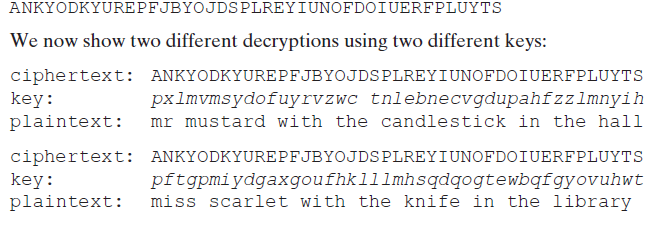 ANKYODKYUREPFJBYOJDSPLREYIUNOFDOIUERFPLUYTS
We now show two different decryptions using two different keys:
ciphertext: ANKYODKYUREPFJBYOJDSPLREYIUNOFDOIUERFPLUYTS
key: pxlmvmsydofuyrvzwc tnlebnecvgdupahfzzlmnyih
plaintext: mr mustard with the candlestick in the hall
ciphertext: ANKYODKYUREPFJBYOJDSPLREYIUNOFDOIUERFPLUYTS
key: pftgpmiydgaxgoufhklllmhsqdqogtewbqfgyovuhwt
plaintext: miss scarlet with the knife in the library